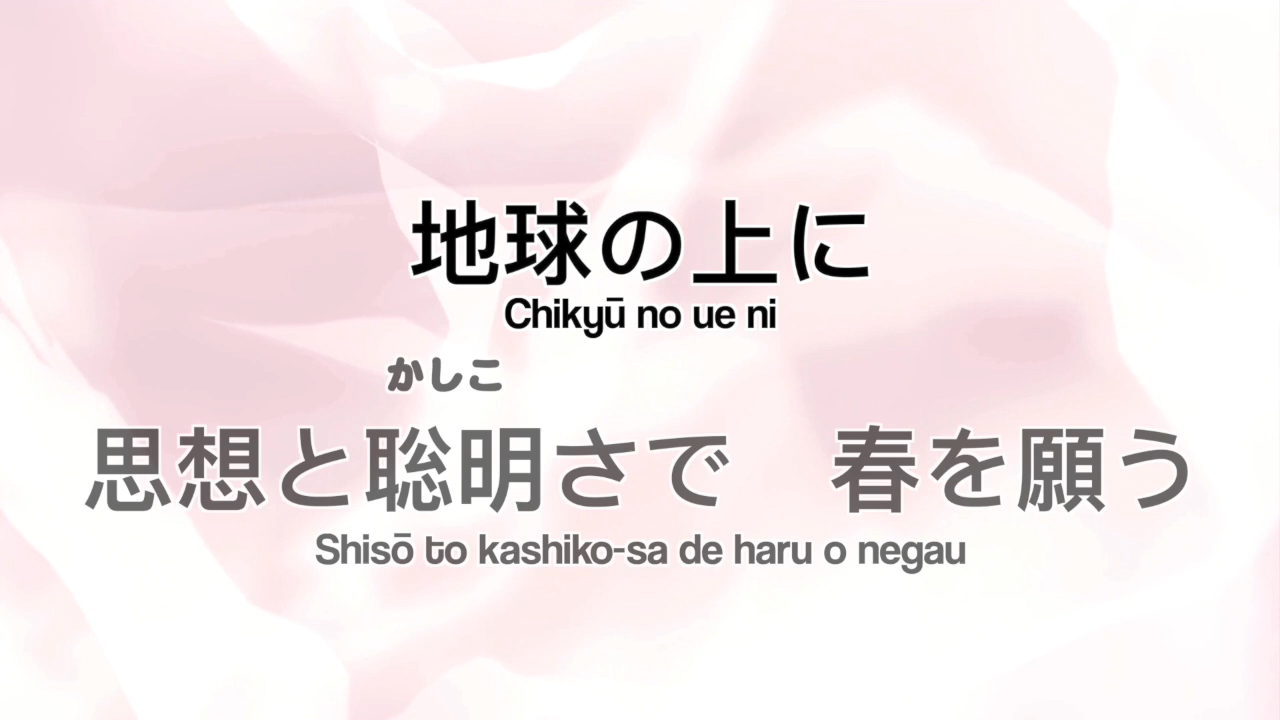 地球の上に
Chikyū no ue ni
かしこ
思想と聡明さで　春を願う
Shisō to kashiko-sa de haru o negau